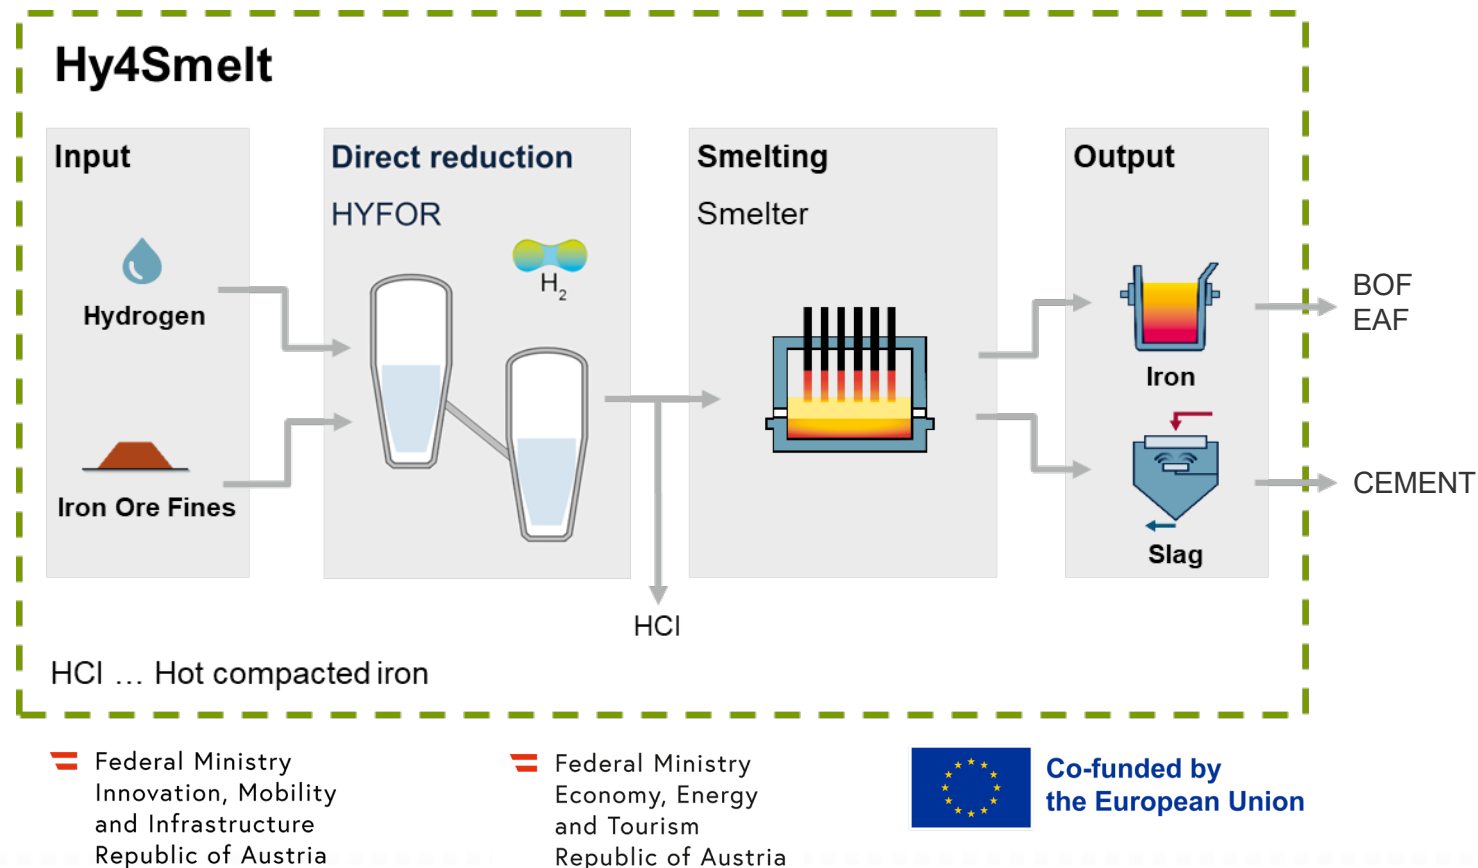 Hy4Smelt
Input
Hydrogen
Iron Ore Fines
Direct reduction
HYFOR
H2
HCI
Smelting
Smelter
Output
Iron
Slag
BOF
EAF
CEMENT
HCI ... Hot compacted iron
Federal Ministry
Innovation, Mobility
and Infrastructure
Republic of Austria
Federal Ministry
Economy, Energy
and Tourism
Republic of Austria
Co-funded by
the European Union